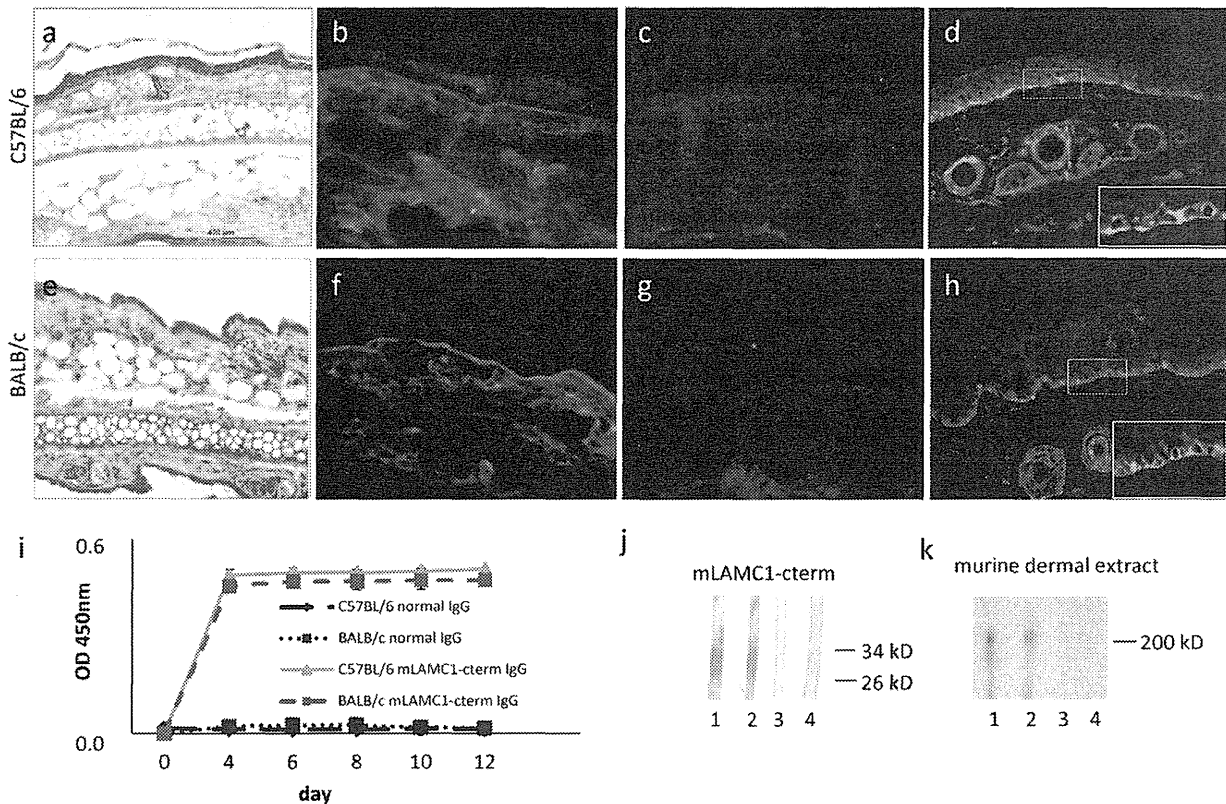 C57BL/6
a
b
c
d
BALB/c
e
f
g
h
i
0.6
OD 450nm
0.0
C57BL/6 normal IgG
BALB/c normal IgG
C57BL/6 mLAMC1-cterm IgG
BALB/c mLAMC1-cterm IgG
0 4 6 8 10 12
day
j
mLAMC1-cterm
34 kD
26 kD
1 2 3 4
k
murine dermal extract
200 kD
1 2 3 4